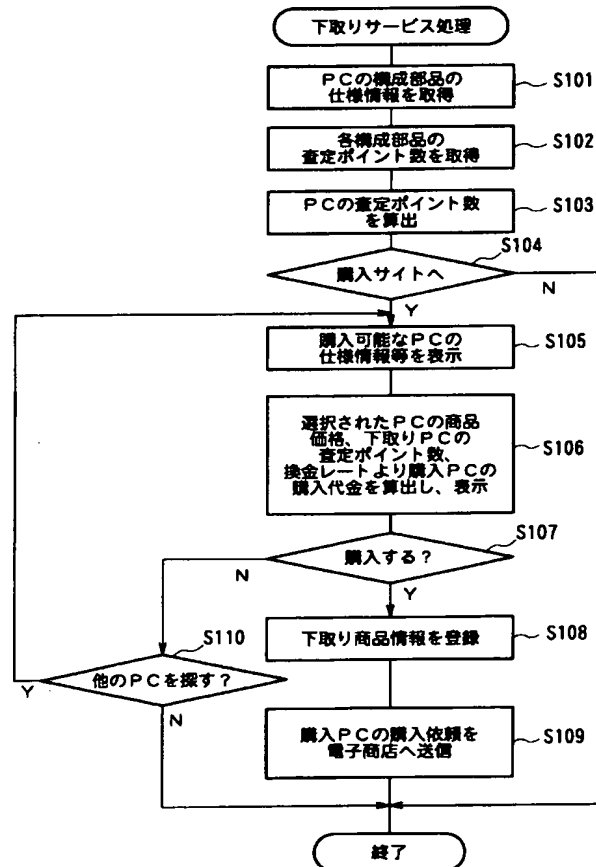 下取りサービス処理
PCの構成部品の
仕様情報を取得
S101
各構成部品の
査定ポイント数を取得
S102
PCの査定ポイント数
を算出
S103
S104
購入サイトへ
N
Y
購入可能なPCの
仕様情報等を表示
S105
選択されたPCの商品
価格、下取りPCの
査定ポイント数、
換金レートより購入PCの
購入代金を算出し、表示
S106
S107
購入する?
N
Y
下取り商品情報を登録
S108
S110
他のPCを探す?
Y
N
購入PCの購入依頼を
電子商店へ送信
S109
終了